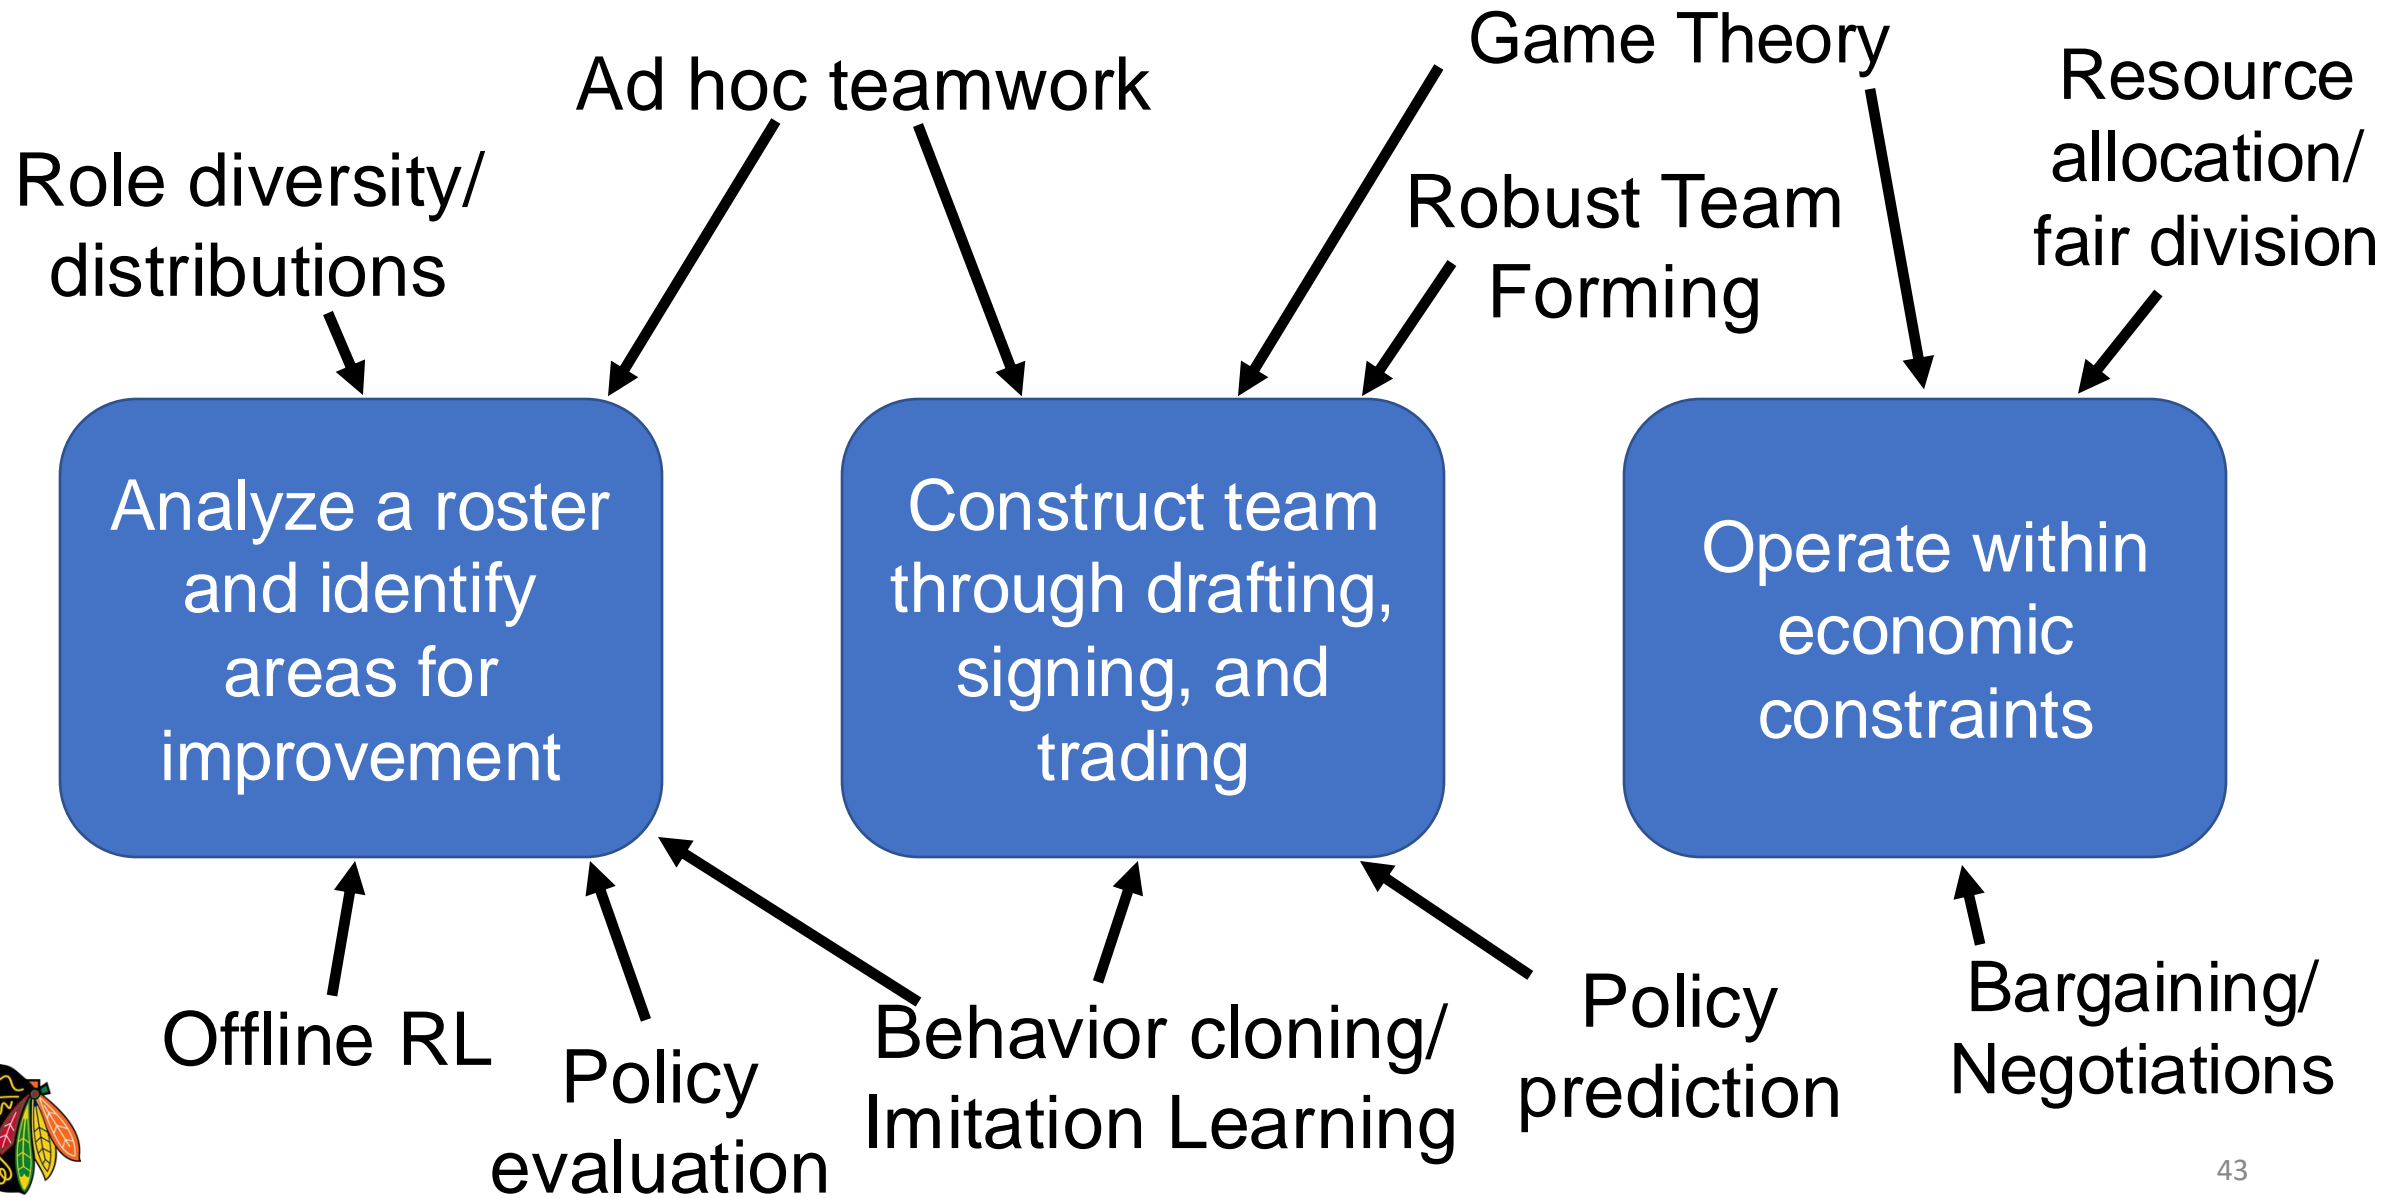 Game Theory
Ad hoc teamwork
Resource
allocation/
fair division
Role diversity/
distributions
Robust Team
Forming
Analyze a roster
and identify
areas for
improvement
Construct team
through drafting,
signing, and
trading
Operate within
economic
constraints
Offline RL
Policy
evaluation
Behavior cloning/
Imitation Learning
Policy
prediction
Bargaining/
Negotiations
43